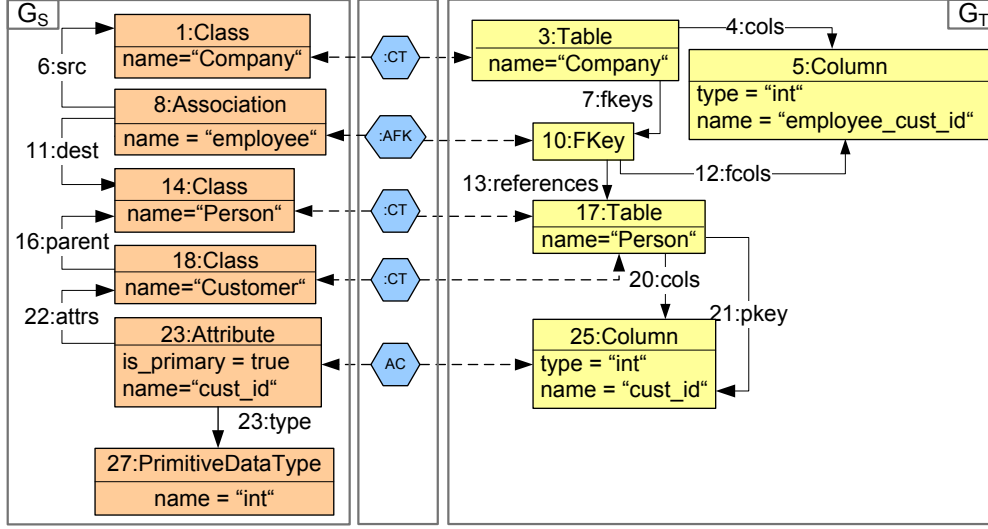 G_S
1:Class
name="Company“
6:src
8:Association
name = "employee“
11:dest
14:Class
name="Person“
16:parent
18:Class
name="Customer“
22:attrs
23:Attribute
is_primary = true
name="cust_id“
23:type
27:PrimitiveDataType
name = "int“
:CT
:AFK
:CT
:CT
AC
G_T
3:Table
name="Company“
4:cols
5:Column
type = "int“
name = "employee_cust_id“
7:fkeys
10:FKey
12:fcols
13:references
17:Table
name="Person“
20:cols
21:pkey
25:Column
type = "int“
name = "cust_id“